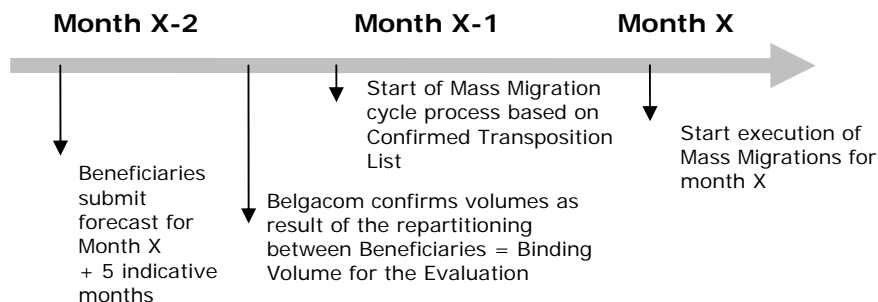 Month X-2 Month X-1 Month X
Start of Mass Migration
cycle process based on
Confirmed Transposition
List
Start execution of
Mass Migrations for
month X
Beneficiaries
submit
forecast for
Month X
+ 5 indicative
months
Belgacom confirms volumes as
result of the repartitioning
between Beneficiaries = Binding
Volume for the Evaluation